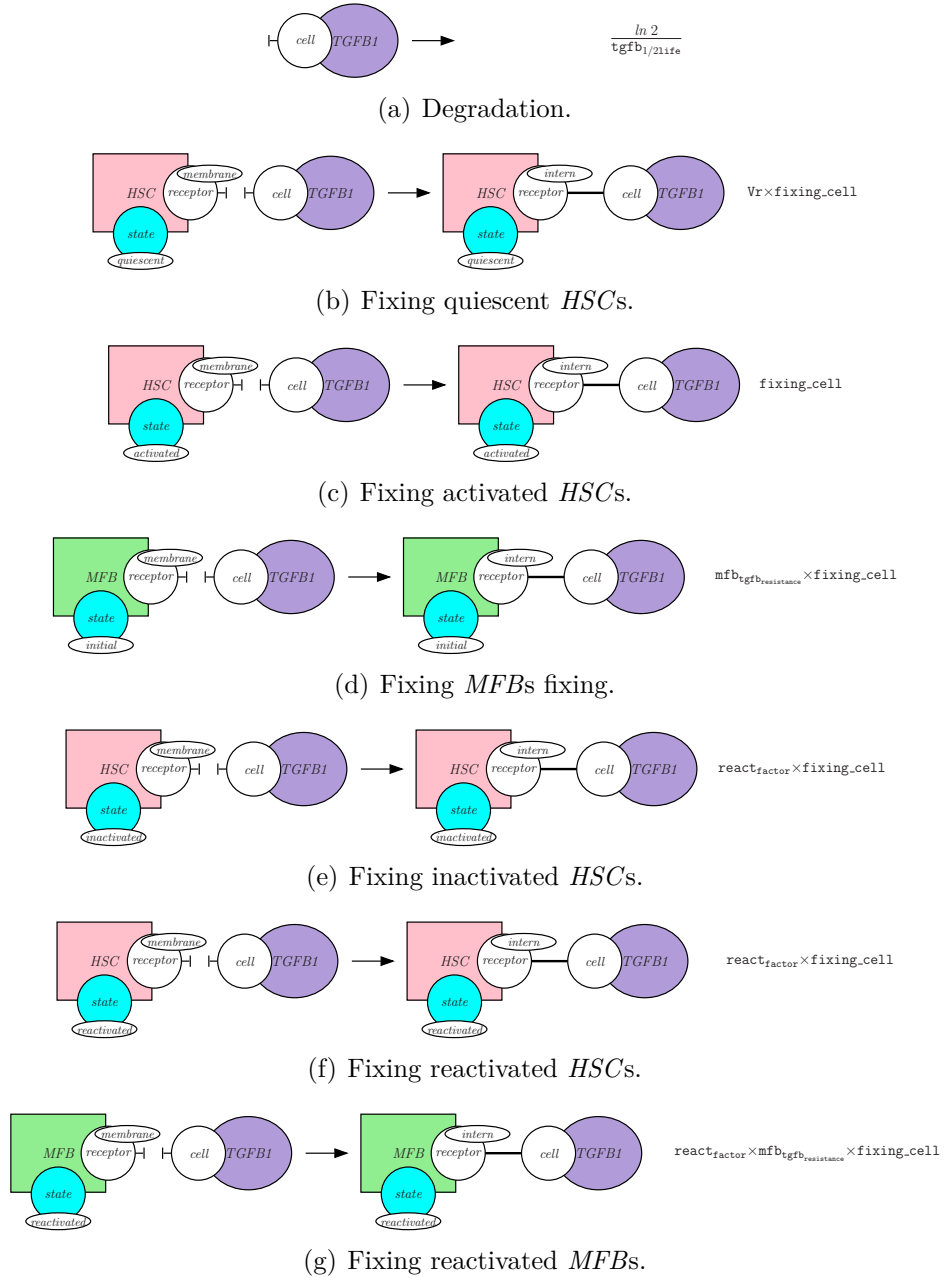 cell TGFB1 ln 2
tgfb1/2life
(a) Degradation.
membrane intern
HSC receptor cell TGFB1 HSC receptor cell TGFB1 Vr×fixing_cell
state state
quiescent quiescent
(b) Fixing quiescent HSCs.
membrane intern
HSC receptor cell TGFB1 HSC receptor cell TGFB1 fixing_cell
state state
activated activated
(c) Fixing activated HSCs.
membrane intern
MFB receptor cell TGFB1 MFB receptor cell TGFB1 mfbtgfbresistance×fixing_cell
state state
initial initial
(d) Fixing MFBs fixing.
membrane intern
HSC receptor cell TGFB1 HSC receptor cell TGFB1 reactfactor×fixing_cell
state state
inactivated inactivated
(e) Fixing inactivated HSCs.
membrane intern
HSC receptor cell TGFB1 HSC receptor cell TGFB1 reactfactor×fixing_cell
state state
reactivated reactivated
(f) Fixing reactivated HSCs.
membrane intern
MFB receptor cell TGFB1 MFB receptor cell TGFB1 reactfactor×mfbtgfbresistance×fixing_cell
state state
reactivated reactivated
(g) Fixing reactivated MFBs.